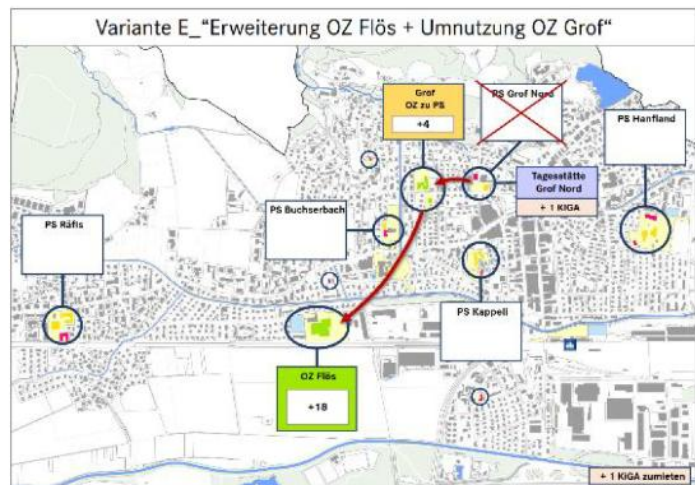 Variante E_“Erweiterung OZ Flös + Umnutzung OZ Grof“
Grof
OZ zu PS
+4
PS Grof Nord
PS Hanfland
Tagesstätte
Grof Nord
+ 1 KIGA
PS Buchserbach
PS Räfis
PS Kappeli
OZ Flös
+18
+ 1 KIGA zumieten